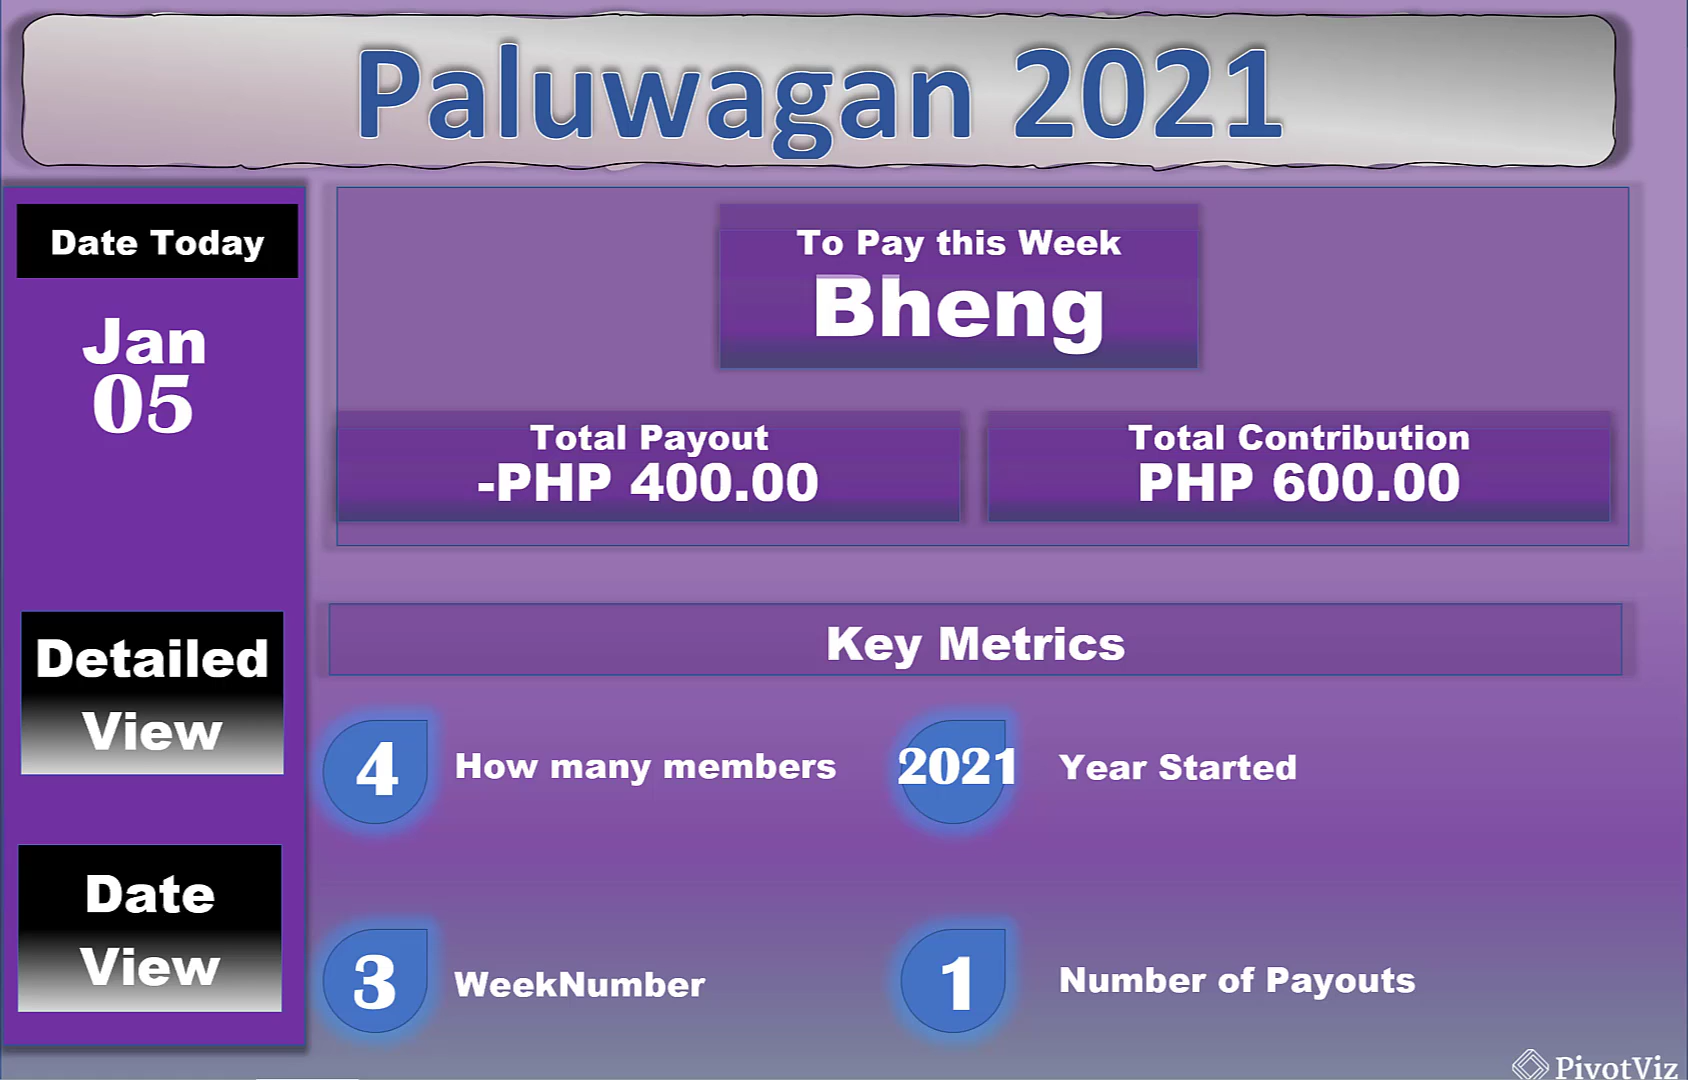 Paluwagan 2021
Date Today
Jan
05
Detailed
View
Date
View
To Pay this Week
Bheng
Total Payout
-PHP 400.00
Total Contribution
PHP 600.00
Key Metrics
4 How many members
2021 Year Started
3 WeekNumber
1 Number of Payouts
PivotViz